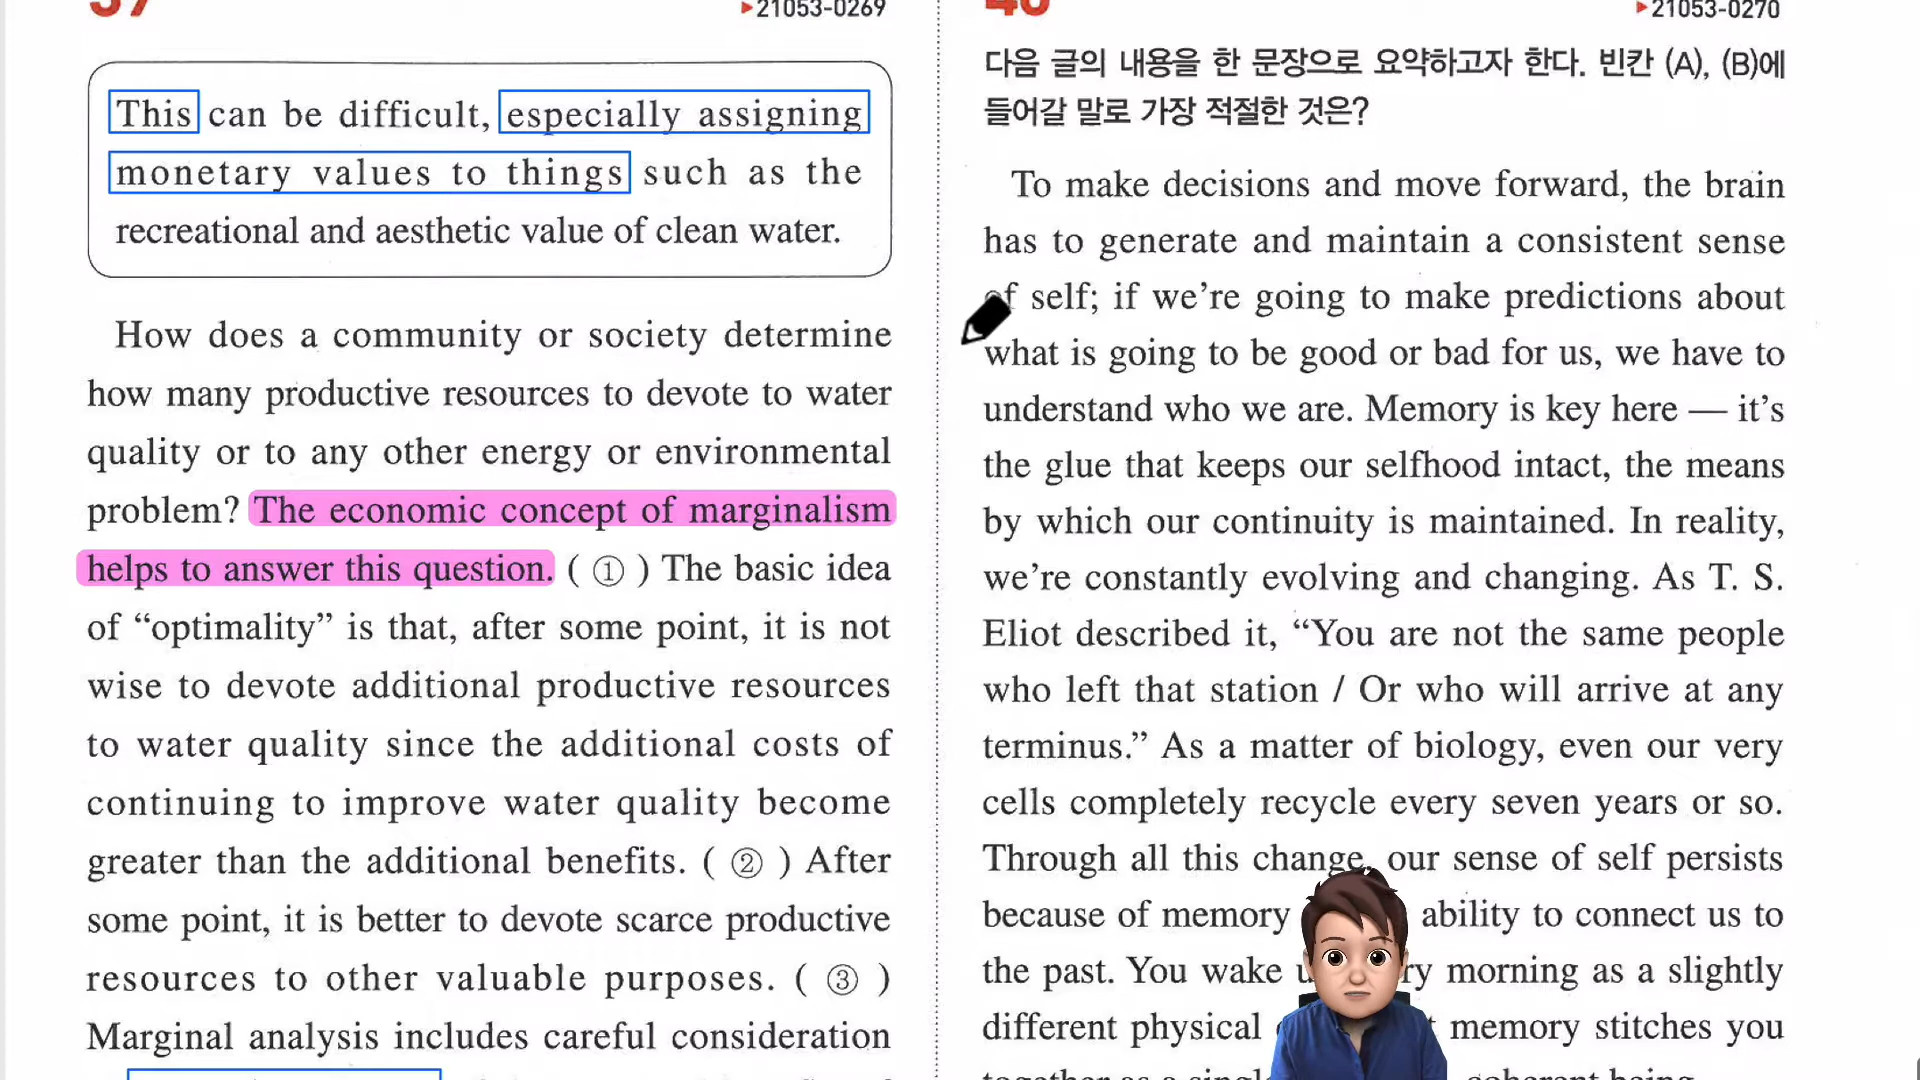 37
▶21053-0269
This can be difficult, especially assigning
monetary values to things such as the
recreational and aesthetic value of clean water.
How does a community or society determine
how many productive resources to devote to water
quality or to any other energy or environmental
problem? The economic concept of marginalism
helps to answer this question. ( ① ) The basic idea
of “optimality” is that, after some point, it is not
wise to devote additional productive resources
to water quality since the additional costs of
continuing to improve water quality become
greater than the additional benefits. ( ② ) After
some point, it is better to devote scarce productive
resources to other valuable purposes. ( ③ )
Marginal analysis includes careful consideration
40
▶21053-0270
다음 글의 내용을 한 문장으로 요약하고자 한다. 빈칸 (A), (B)에
들어갈 말로 가장 적절한 것은?
To make decisions and move forward, the brain
has to generate and maintain a consistent sense
of self; if we’re going to make predictions about
what is going to be good or bad for us, we have to
understand who we are. Memory is key here — it’s
the glue that keeps our selfhood intact, the means
by which our continuity is maintained. In reality,
we’re constantly evolving and changing. As T. S.
Eliot described it, “You are not the same people
who left that station / Or who will arrive at any
terminus.” As a matter of biology, even our very
cells completely recycle every seven years or so.
Through all this change, our sense of self persists
because of memory ability to connect us to
the past. You wake morning as a slightly
different physical memory stitches you
together as a coherent being